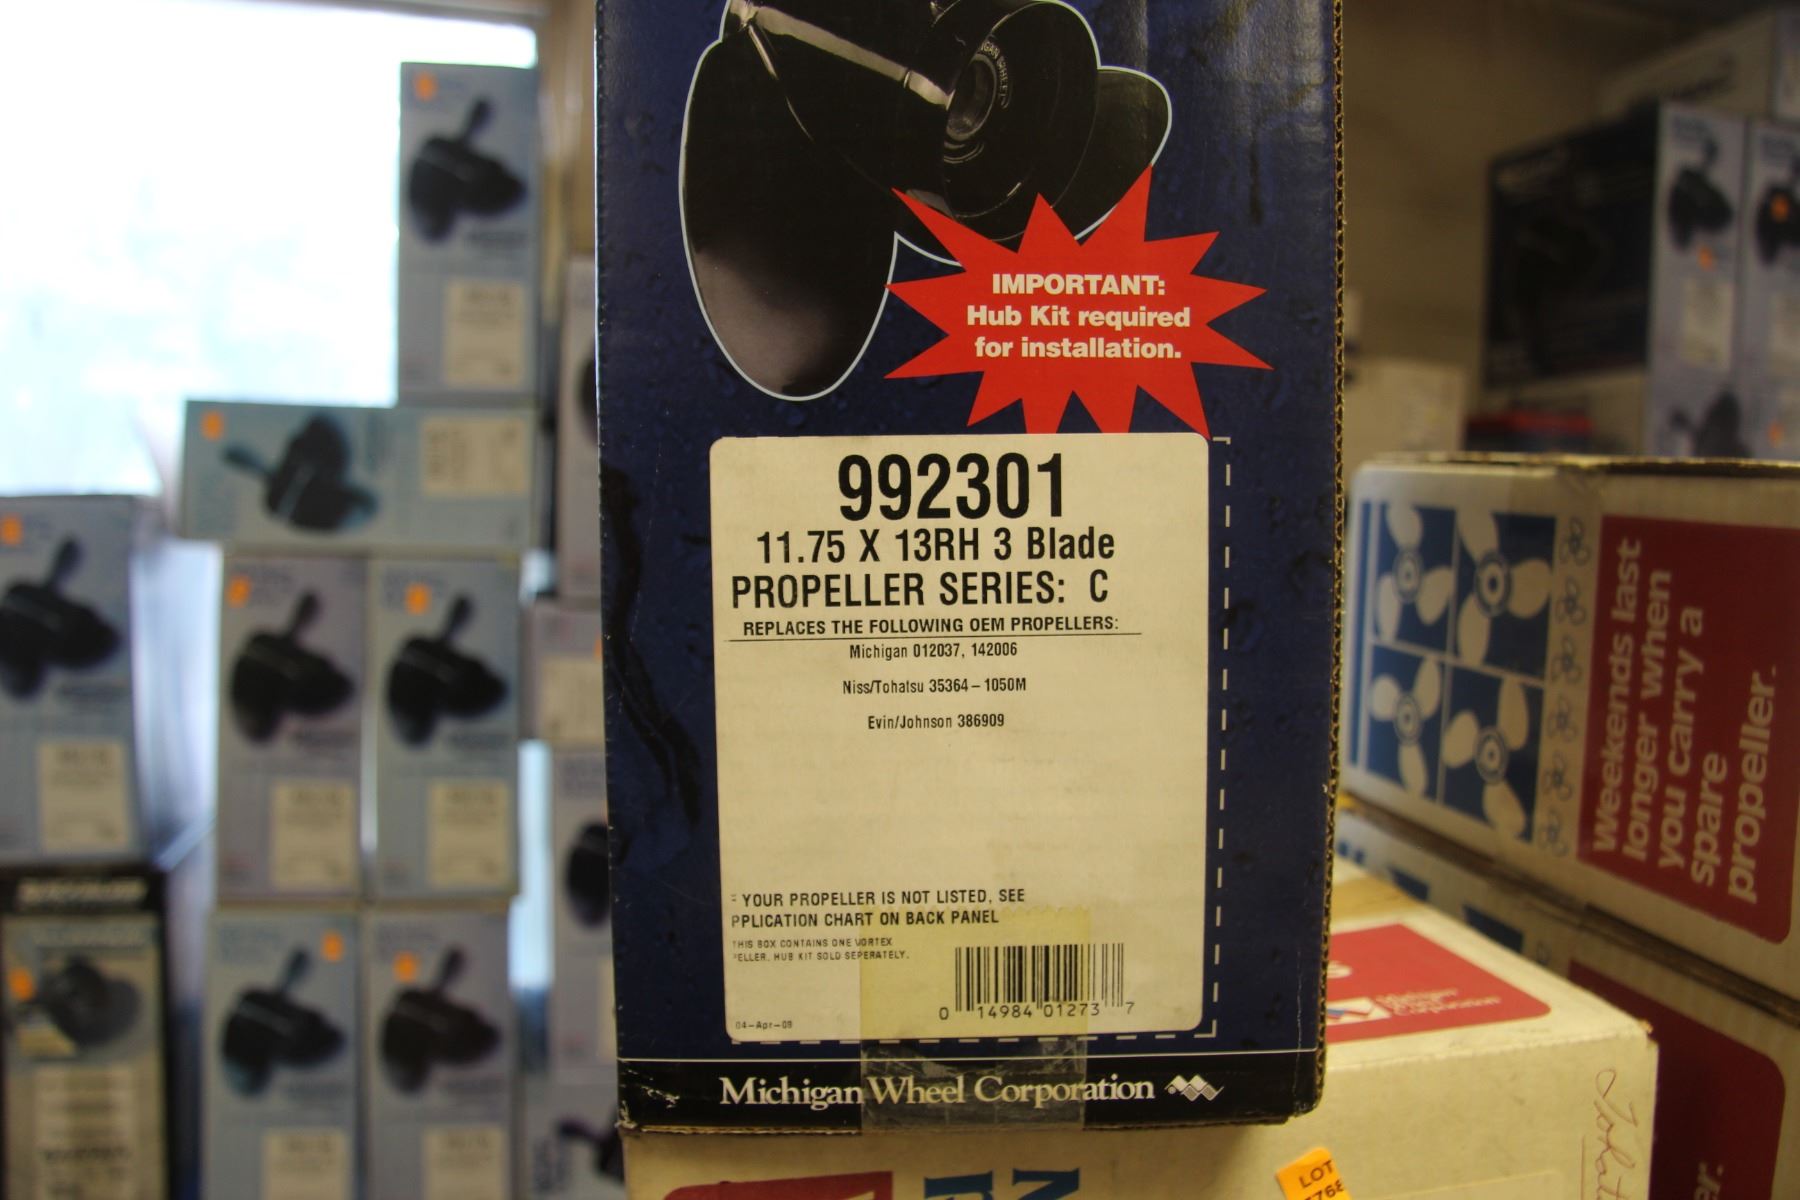 IMPORTANT:
Hub Kit required
for installation.
992301
11.75 X 13RH 3 Blade
PROPELLER SERIES: C
REPLACES THE FOLLOWING OEM PROPELLERS:
Michigan 012037, 142006
Niss/Tohatsu 35364-1050M
Evin/Johnson 386909
YOUR PROPELLER IS NOT LISTED, SEE
PPLICATION CHART ON BACK PANEL
THIS BOX CONTAINS ONE VORTEX
PELLER. HUB KIT SOLD SEPERATELY.
0 14984 01273 7
04-Apr-08
Michigan Wheel Corporation
Weekends last
longer when
you carry a
spare
propeller.
Michigan
Wheel
Corporation
LOT